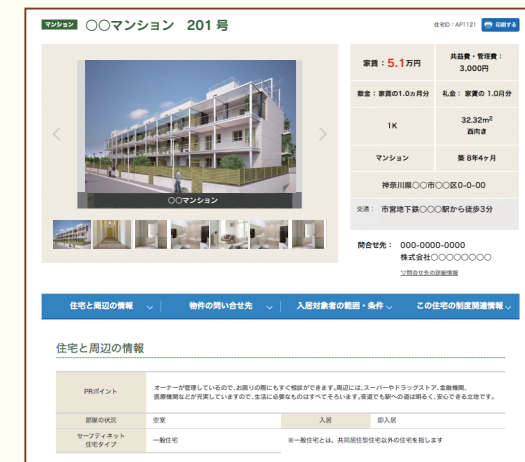 マンション ○○マンション 201号
住宅ID：AP1121 印刷する
○○マンション
家賃：5.1万円
共益費・管理費：
3,000円
敷金：家賃の1.0ヵ月分
礼金：家賃の 1.0月分
1K
32.32m²
西向き
マンション
築 8年4ヶ月
神奈川県○○市○○区0-0-00
交通： 市営地下鉄○○○駅から徒歩3分
問合せ先： 000-0000-0000
株式会社○○○○○○○○
▽問合せ先の詳細情報
住宅と周辺の情報
物件の問い合せ先
入居対象者の範囲・条件
この住宅の制度関連情報
住宅と周辺の情報
PRポイント
オーナーが管理しているので、お困りの際にもすぐ相談ができます。周辺には、スーパーやドラッグストア、金融機関、
医療機関などが充実していますので、生活に必要なものはすべてそろいます。夜道でも駅への道は明るく、安心できる立地です。
部屋の状況 空室 入居 即入居
セーフティネット
住宅タイプ
一般住宅
※一般住宅とは、共同居住型住宅以外の住宅を指します